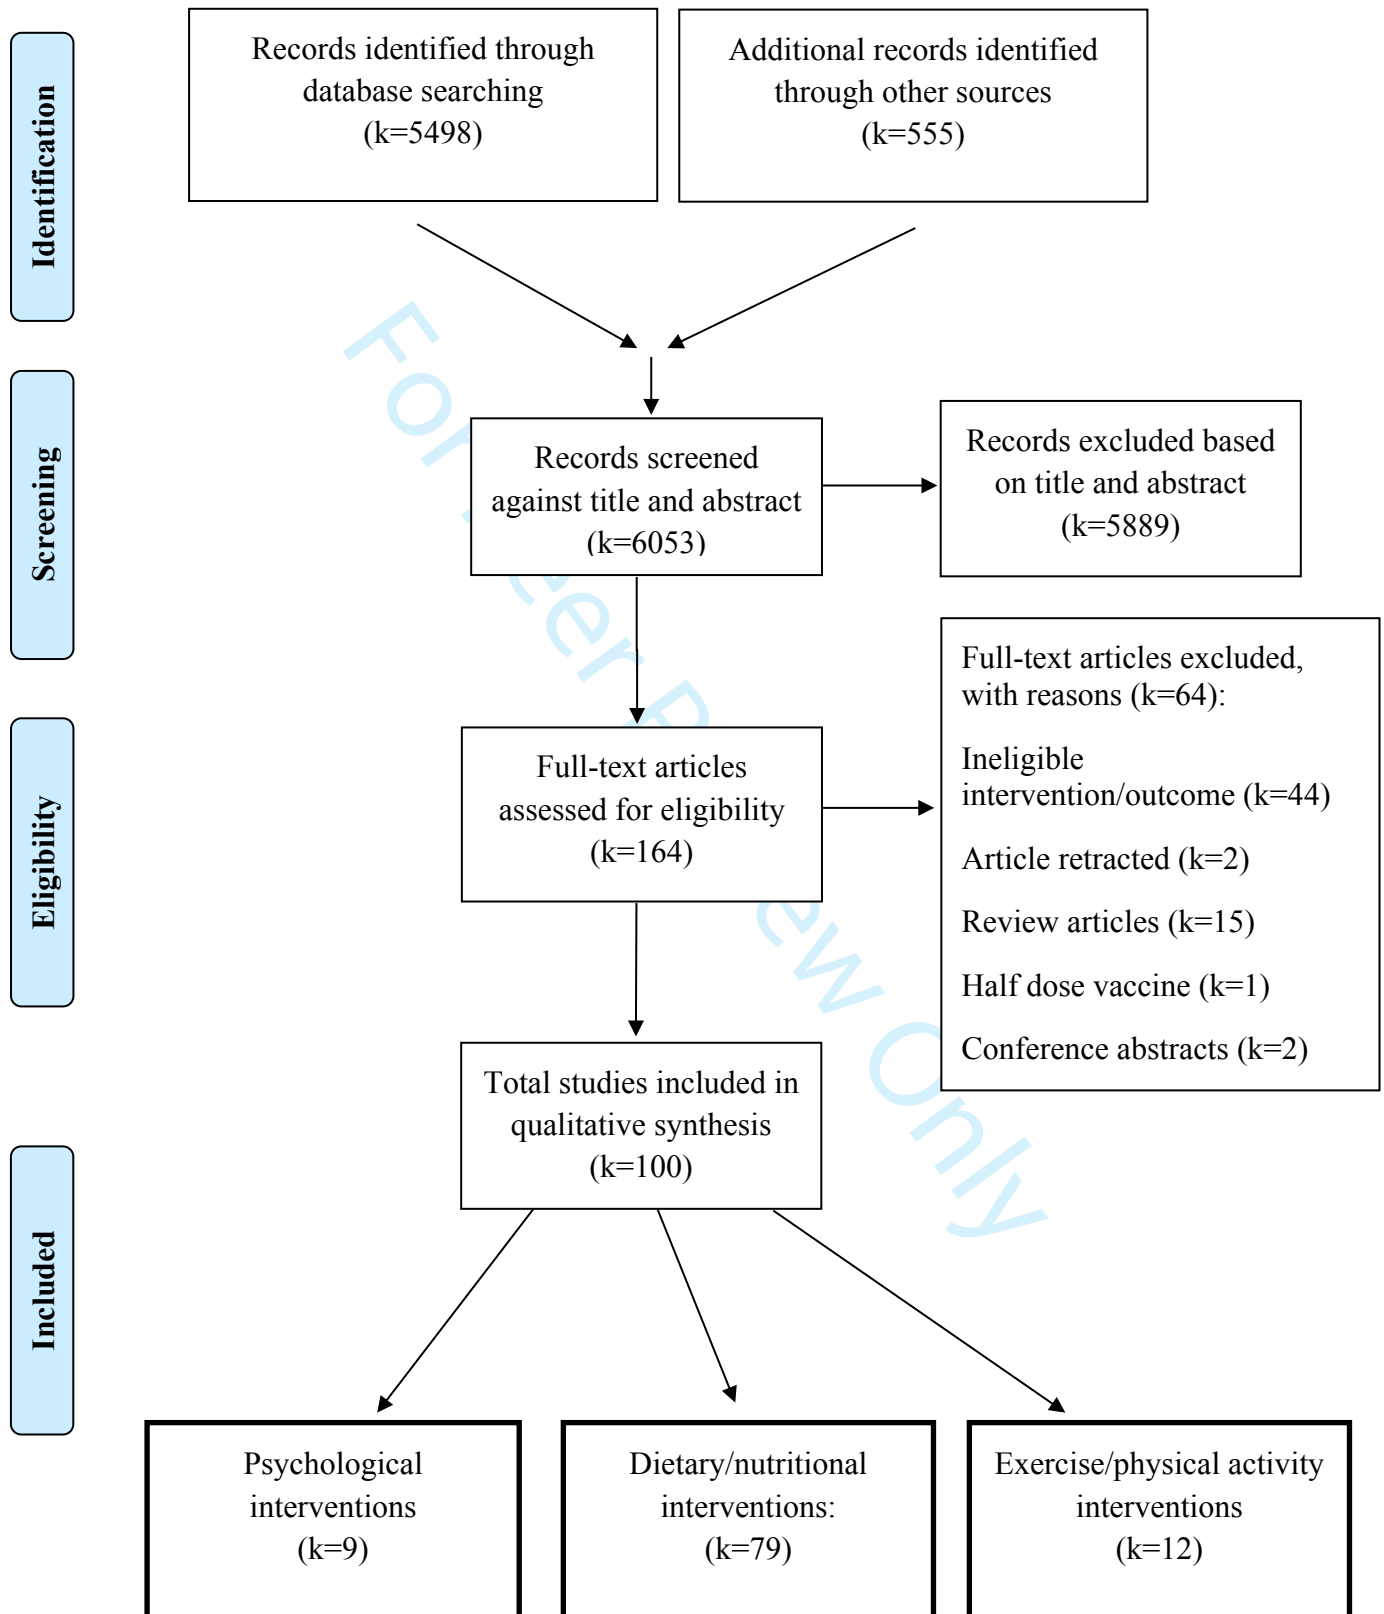 Identification
Records identified through
database searching
(k=5498)
Additional records identified
through other sources
(k=555)
Screening
Records screened
against title and abstract
(k=6053)
Records excluded based
on title and abstract
(k=5889)
Eligibility
Full-text articles
assessed for eligibility
(k=164)
Full-text articles excluded,
with reasons (k=64):
Ineligible
intervention/outcome (k=44)
Article retracted (k=2)
Review articles (k=15)
Half dose vaccine (k=1)
Conference abstracts (k=2)
Total studies included in
qualitative synthesis
(k=100)
Included
Psychological
interventions
(k=9)
Dietary/nutritional
interventions:
(k=79)
Exercise/physical activity
interventions
(k=12)
For Peer Review Only